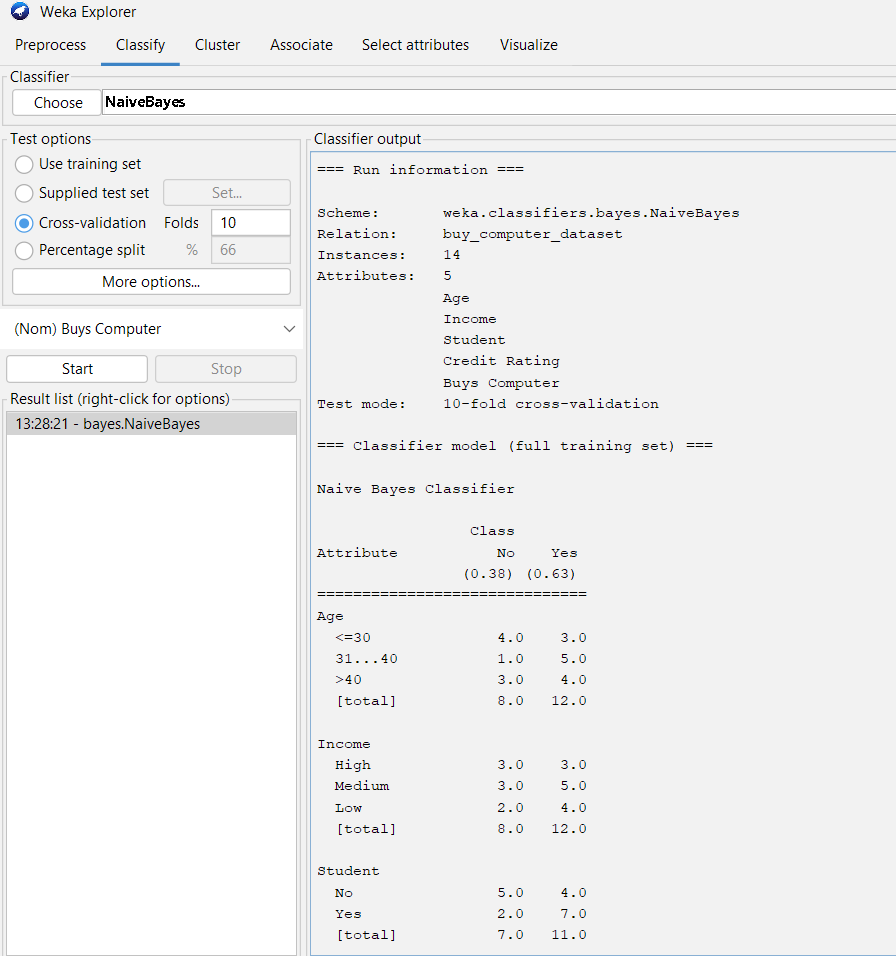 Weka Explorer
Preprocess Classify Cluster Associate Select attributes Visualize
Classifier
Choose NaiveBayes
Test options
Use training set
Supplied test set Set...
Cross-validation Folds 10
Percentage split % 66
More options...
(Nom) Buys Computer
Start Stop
Result list (right-click for options)
13:28:21 - bayes.NaiveBayes
Classifier output
=== Run information ===
Scheme: weka.classifiers.bayes.NaiveBayes
Relation: buy_computer_dataset
Instances: 14
Attributes: 5
Age
Income
Student
Credit Rating
Buys Computer
Test mode: 10-fold cross-validation
=== Classifier model (full training set) ===
Naive Bayes Classifier
Class
Attribute No Yes
(0.38) (0.63)
==============================
Age
<=30 4.0 3.0
31...40 1.0 5.0
>40 3.0 4.0
[total] 8.0 12.0
Income
High 3.0 3.0
Medium 3.0 5.0
Low 2.0 4.0
[total] 8.0 12.0
Student
No 5.0 4.0
Yes 2.0 7.0
[total] 7.0 11.0